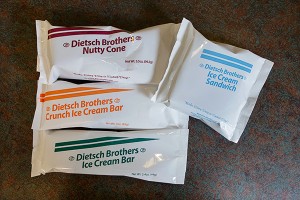 Dietsch Brothers
Nutty Cone
Dietsch Brothers
Crunch Ice Cream Bar
Dietsch Brothers
Ice Cream Bar
Dietsch Brothers
Ice Cream
Sandwich